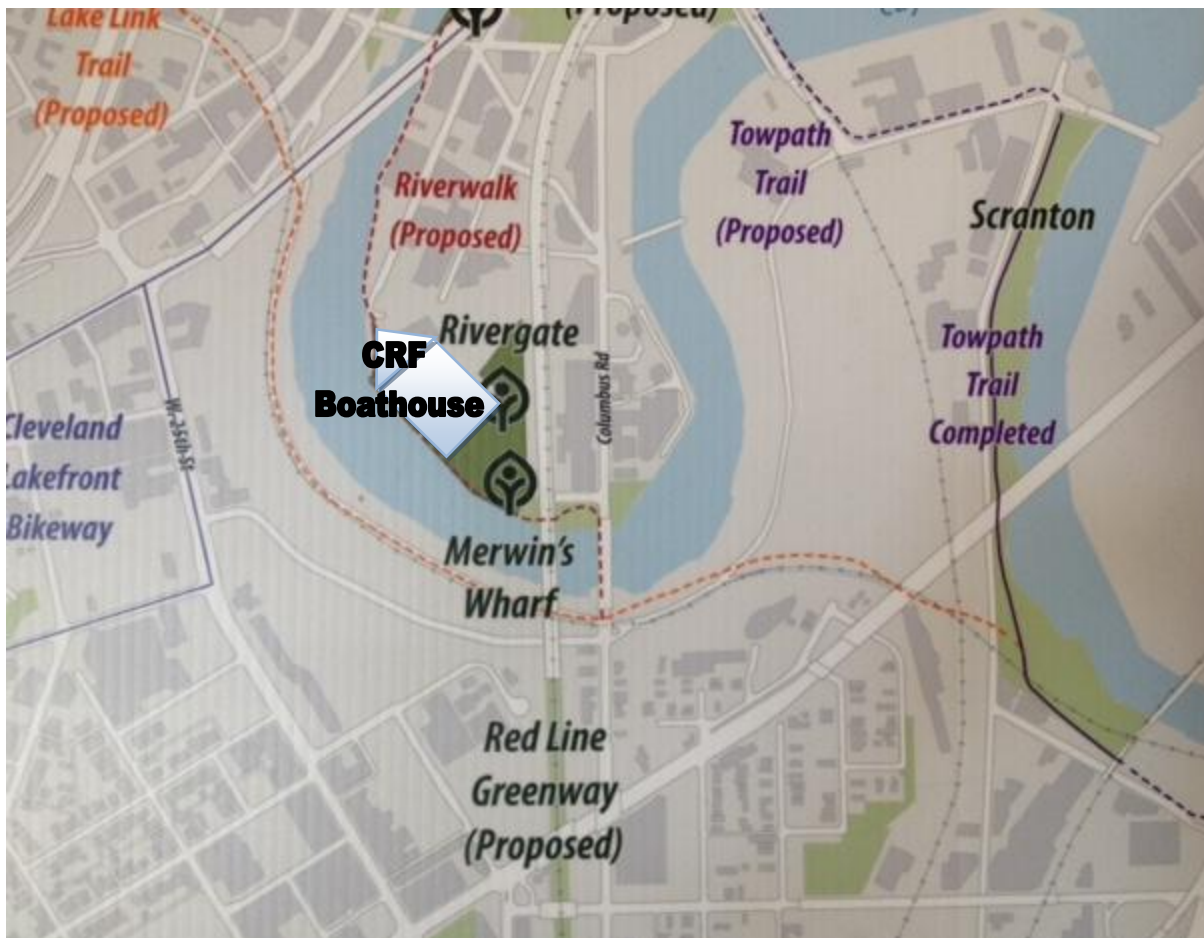 Lake Link
Trail
(Proposed)
(Proposed)
Towpath
Trail
(Proposed)
Riverwalk
(Proposed)
Scranton
Rivergate
CRF
Boathouse
Columbus Rd
Towpath
Trail
Completed
Cleveland
Lakefront
Bikeway
W. 25th St
Merwin's
Wharf
Red Line
Greenway
(Proposed)